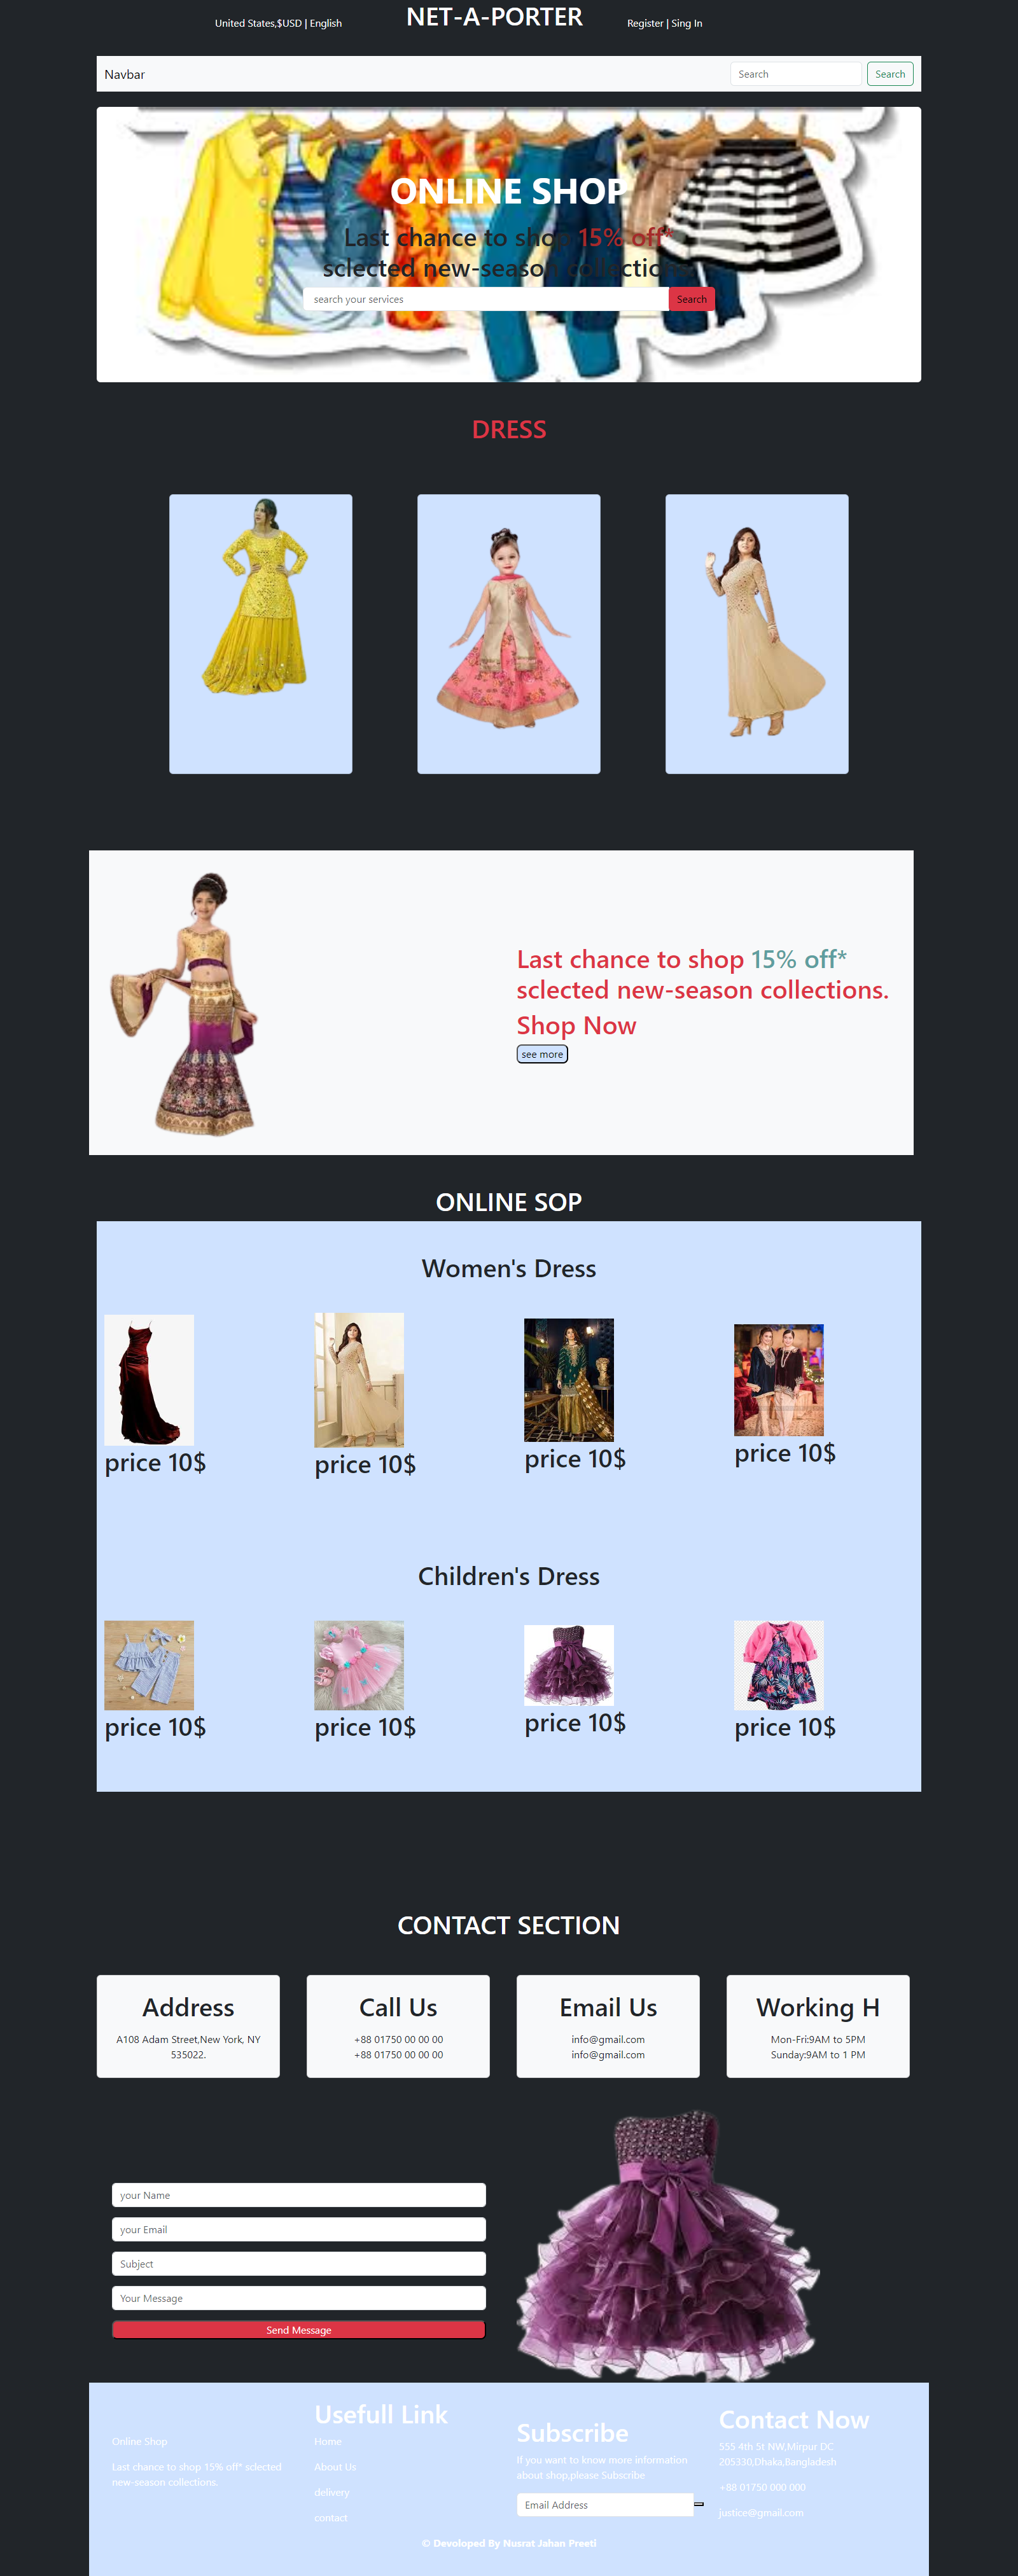 United States,$USD | English
NET-A-PORTER
Register | Sing In
Navbar
Search
Search
ONLINE SHOP
Last chance to shop 15% off*
sclected new-season collections.
search your services
Search
DRESS
Last chance to shop 15% off*
sclected new-season collections.
Shop Now
see more
ONLINE SOP
Women's Dress
price 10$
price 10$
price 10$
price 10$
Children's Dress
price 10$
price 10$
price 10$
price 10$
CONTACT SECTION
Address
A108 Adam Street,New York, NY
535022.
Call Us
+88 01750 00 00 00
+88 01750 00 00 00
Email Us
info@gmail.com
info@gmail.com
Working H
Mon-Fri:9AM to 5PM
Sunday:9AM to 1 PM
your Name
your Email
Subject
Your Message
Send Message
Online Shop
Last chance to shop 15% off* sclected
new-season collections.
Usefull Link
Home
About Us
delivery
contact
Subscribe
If you want to know more information
about shop,please Subscribe
Email Address
Contact Now
555 4th 5t NW,Mirpur DC
205330,Dhaka,Bangladesh
+88 01750 000 000
justice@gmail.com
© Devoloped By Nusrat Jahan Preeti